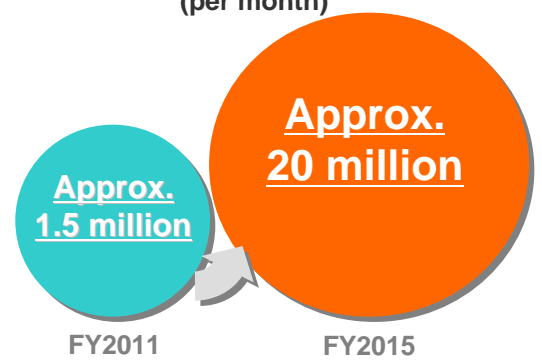 (per month)
Approx.
20 million
Approx.
1.5 million
FY2011
FY2015